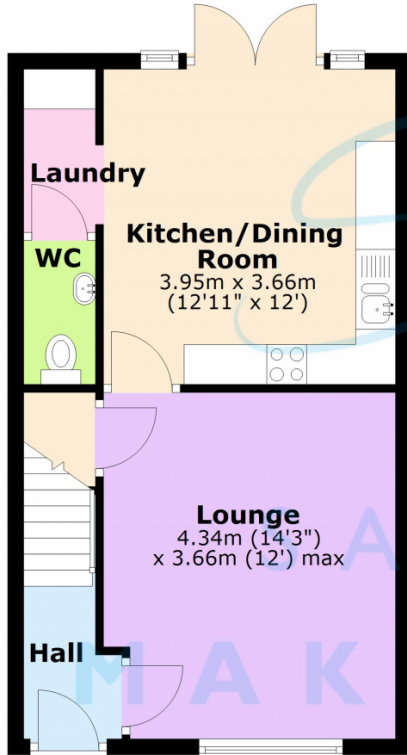 Laundry
WC
Kitchen/Dining
Room
3.95m x 3.66m
(12'11" x 12')
Lounge
4.34m (14'3")
x 3.66m (12') max
Hall
S A
M A K